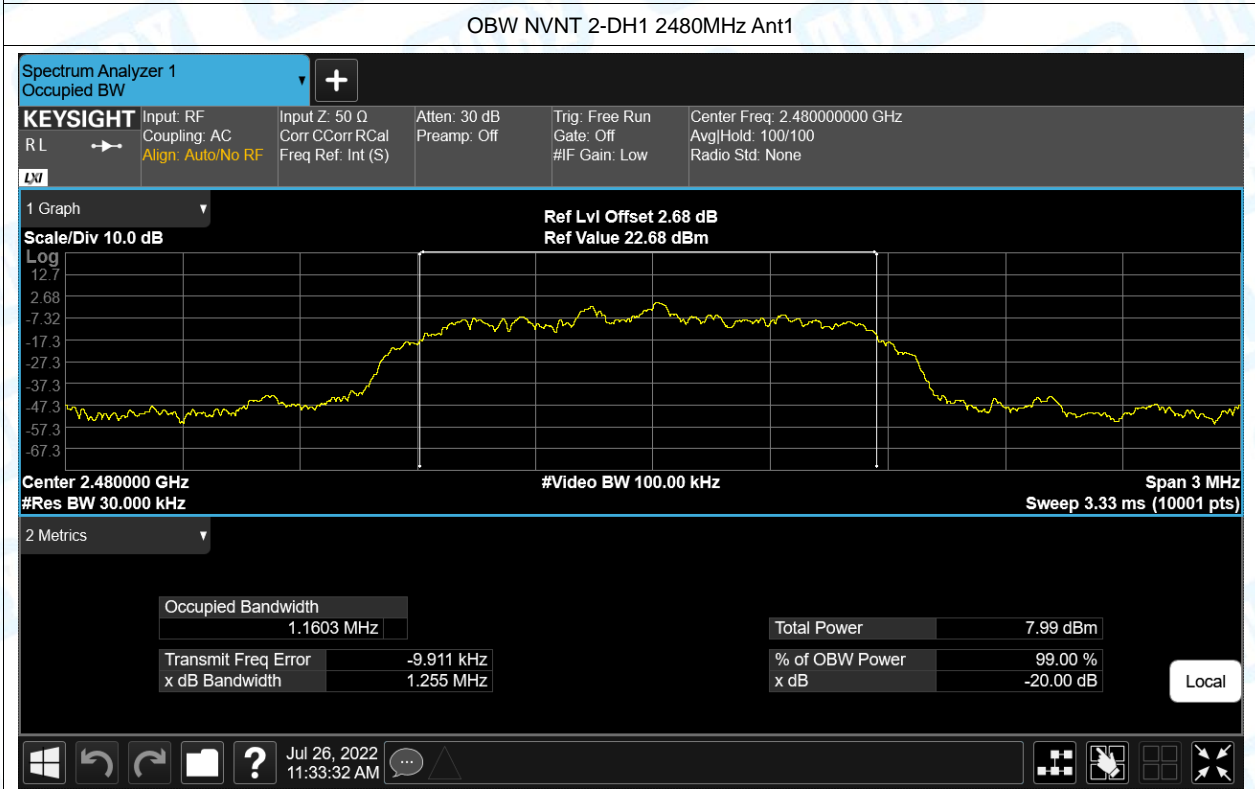 OBW NVNT 2-DH1 2480MHz Ant1
Spectrum Analyzer 1
Occupied BW
KEYSIGHT
R L
LXI
Input: RF
Coupling: AC
Align: Auto/No RF
Input Z: 50 Ω
Corr CCorr RCal
Freq Ref: Int (S)
Atten: 30 dB
Preamp: Off
Trig: Free Run
Gate: Off
#IF Gain: Low
Center Freq: 2.480000000 GHz
Avg|Hold: 100/100
Radio Std: None
1 Graph
Scale/Div 10.0 dB
Ref Lvl Offset 2.68 dB
Ref Value 22.68 dBm
Log
12.7
2.68
-7.32
-17.3
-27.3
-37.3
-47.3
-57.3
-67.3
Center 2.480000 GHz
#Res BW 30.000 kHz
#Video BW 100.00 kHz
Span 3 MHz
Sweep 3.33 ms (10001 pts)
2 Metrics
Occupied Bandwidth
1.1603 MHz
Transmit Freq Error -9.911 kHz
x dB Bandwidth 1.255 MHz
Total Power 7.99 dBm
% of OBW Power 99.00 %
x dB -20.00 dB
Local
?
Jul 26, 2022
11:33:32 AM